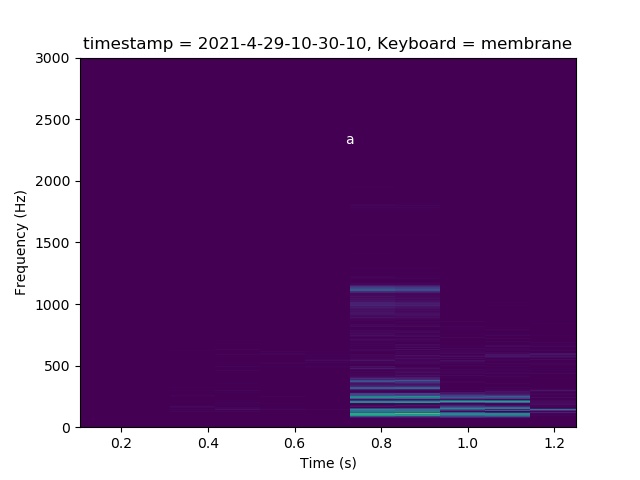 timestamp = 2021-4-29-10-30-10, Keyboard = membrane
3000
2500
2000
1500
1000
500
0
Frequency (Hz)
a
0.2 0.4 0.6 0.8 1.0 1.2
Time (s)